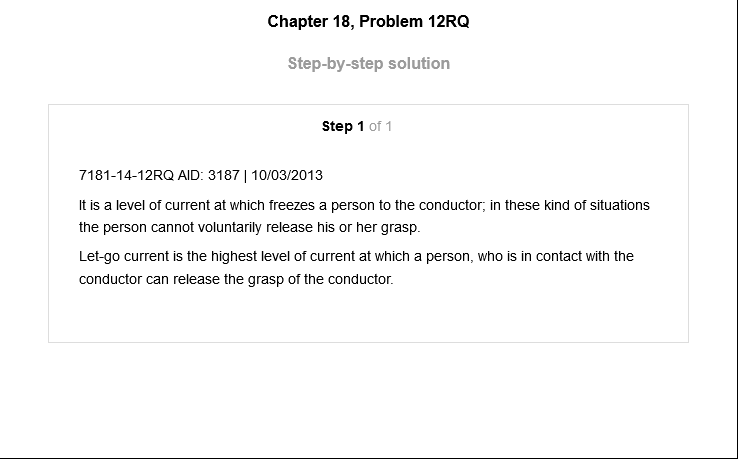 Chapter 18, Problem 12RQ
Step-by-step solution
Step 1 of 1
7181-14-12RQ AID: 3187 | 10/03/2013
It is a level of current at which freezes a person to the conductor; in these kind of situations
the person cannot voluntarily release his or her grasp.
Let-go current is the highest level of current at which a person, who is in contact with the
conductor can release the grasp of the conductor.